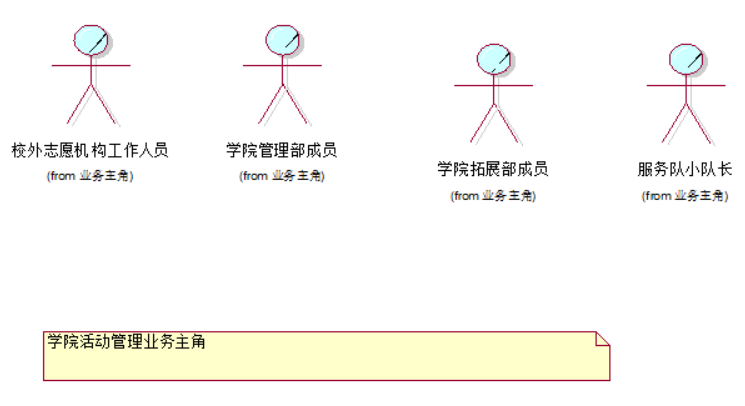 校外志愿机构工作人员
(from 业务主角)
学院管理部成员
(from 业务主角)
学院拓展部成员
(from 业务主角)
服务队小队长
(from 业务主角)
学院活动管理业务主角